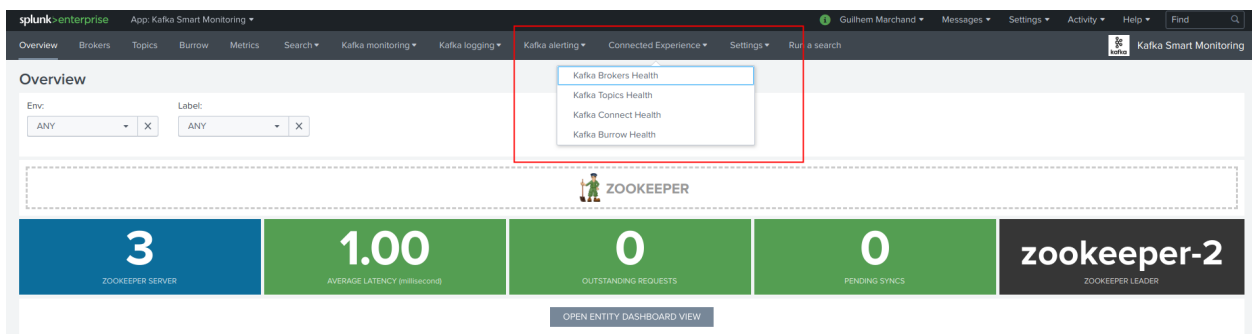 splunk>enterprise App: Kafka Smart Monitoring Guilhem Marchand Messages Settings Activity Help Find
Overview Brokers Topics Burrow Metrics Search Kafka monitoring Kafka logging Kafka alerting Connected Experience Settings Run a search kafka Kafka Smart Monitoring
Overview
Kafka Brokers Health
Kafka Topics Health
Kafka Connect Health
Kafka Burrow Health
Env: Label:
ANY ANY
ZOOKEEPER
3 1.00 0 0 zookeeper-2
ZOOKEEPER SERVER AVERAGE LATENCY (millisecond) OUTSTANDING REQUESTS PENDING SYNCS ZOOKEEPER LEADER
OPEN ENTITY DASHBOARD VIEW